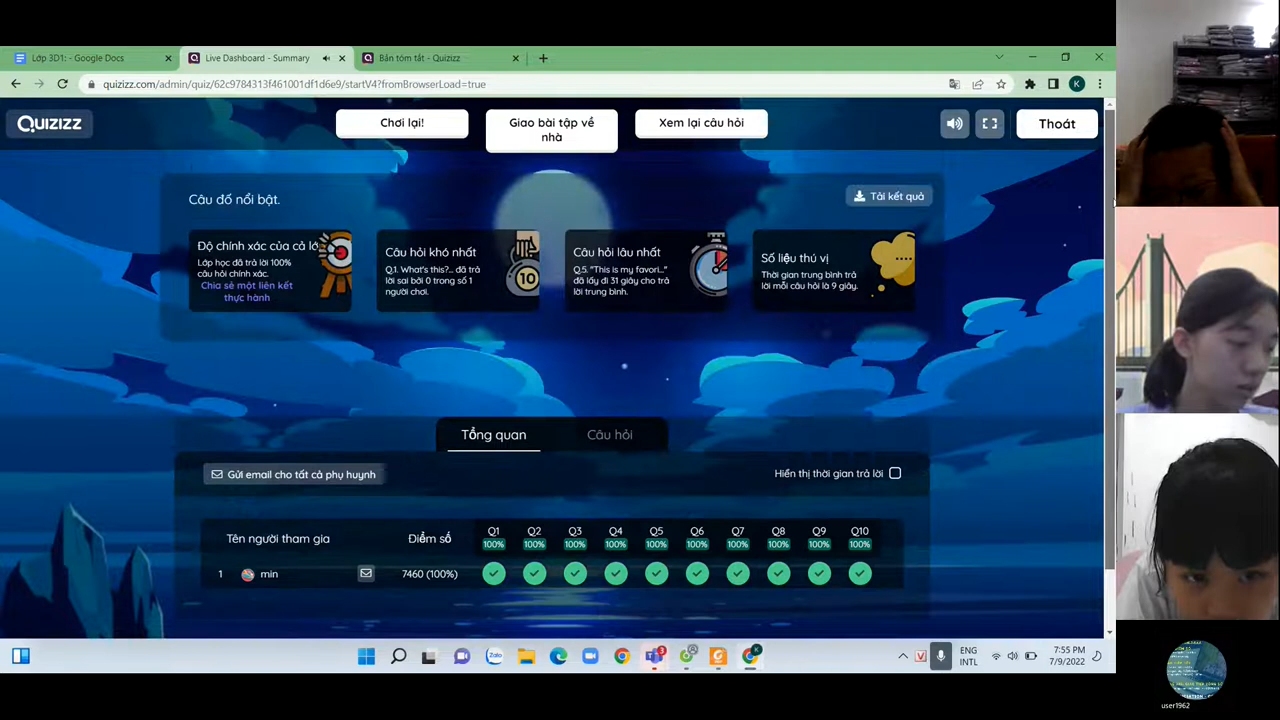 Lớp 3D1: - Google Docs
Live Dashboard - Summary
Bản tóm tắt - Quizizz
quizizz.com/admin/quiz/62c9784313f461001df1d6e9/startV4?fromBrowserLoad=true
K
QUIZIZZ
Chơi lại!
Giao bài tập về
nhà
Xem lại câu hỏi
Thoát
Câu đố nổi bật.
Tải kết quả
Độ chính xác của cả lớ
Lớp học đã trả lời 100%
câu hỏi chính xác.
Chia sẻ một liên kết
thực hành
Câu hỏi khó nhất
Q.1. What's this?... đã trả
lời sai bởi 0 trong số 1
người chơi.
10
Câu hỏi lâu nhất
Q.5. "This is my favori..."
đã lấy đi 31 giây cho trả
lời trung bình.
Số liệu thú vị
Thời gian trung bình trả
lời mỗi câu hỏi là 9 giây.
Tổng quan
Câu hỏi
Gửi email cho tất cả phụ huynh
Hiển thị thời gian trả lời
Tên người tham gia
Điểm số
Q1 Q2 Q3 Q4 Q5 Q6 Q7 Q8 Q9 Q10
100% 100% 100% 100% 100% 100% 100% 100% 100% 100%
1 min 7460 (100%)
Zalo
3
K
V
ENG
INTL
7:55 PM
7/9/2022
user1962